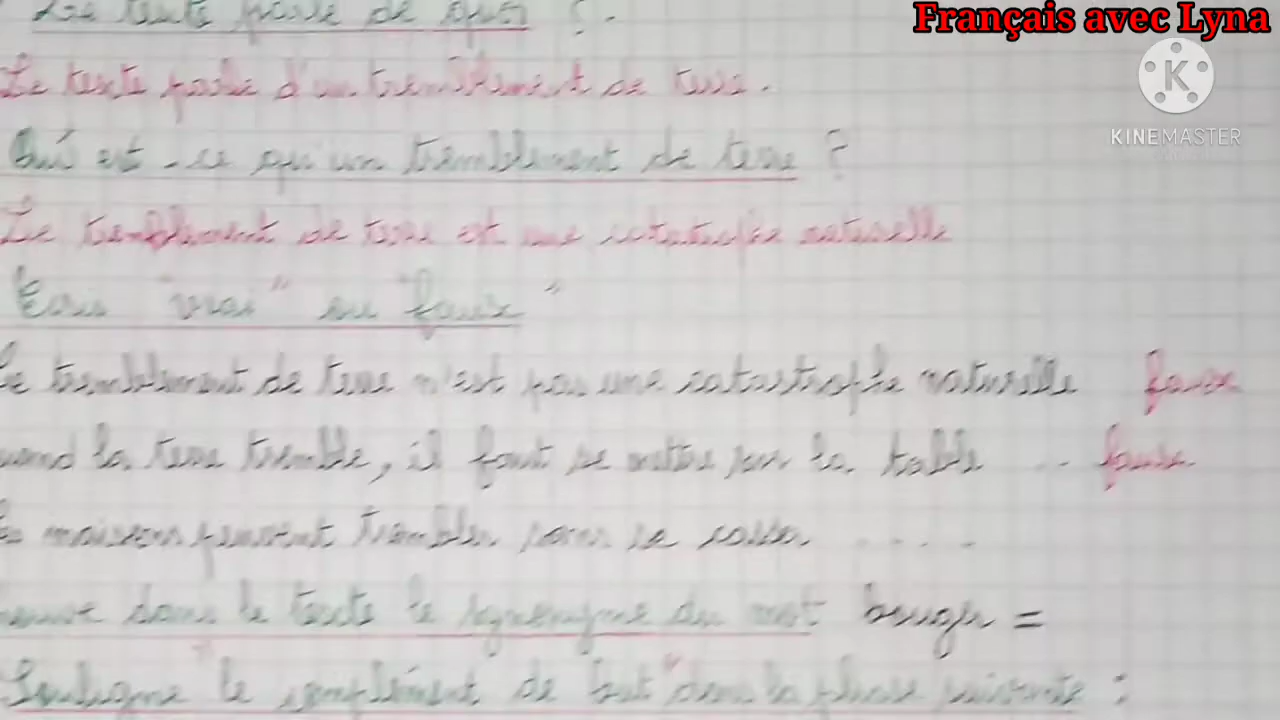 Français avec Lyna
Le texte parle de quoi ?.
Le texte parle d'un tremblement de terre.
KINEMASTER
Qu'est-ce qu'un tremblement de terre ?
Le tremblement de terre est une catastrophe naturelle
Ecris "vrai" ou "faux"
Le tremblement de terre n'est pas une catastrophe naturelle faux
uand la terre tremble, il faut se mettre sur la table .. faux
maisons peuvent trembler sans se casser .....
dans le texte le synonyme du mot bouger =
Souligne "le complément de but" dans la phrase suivante :